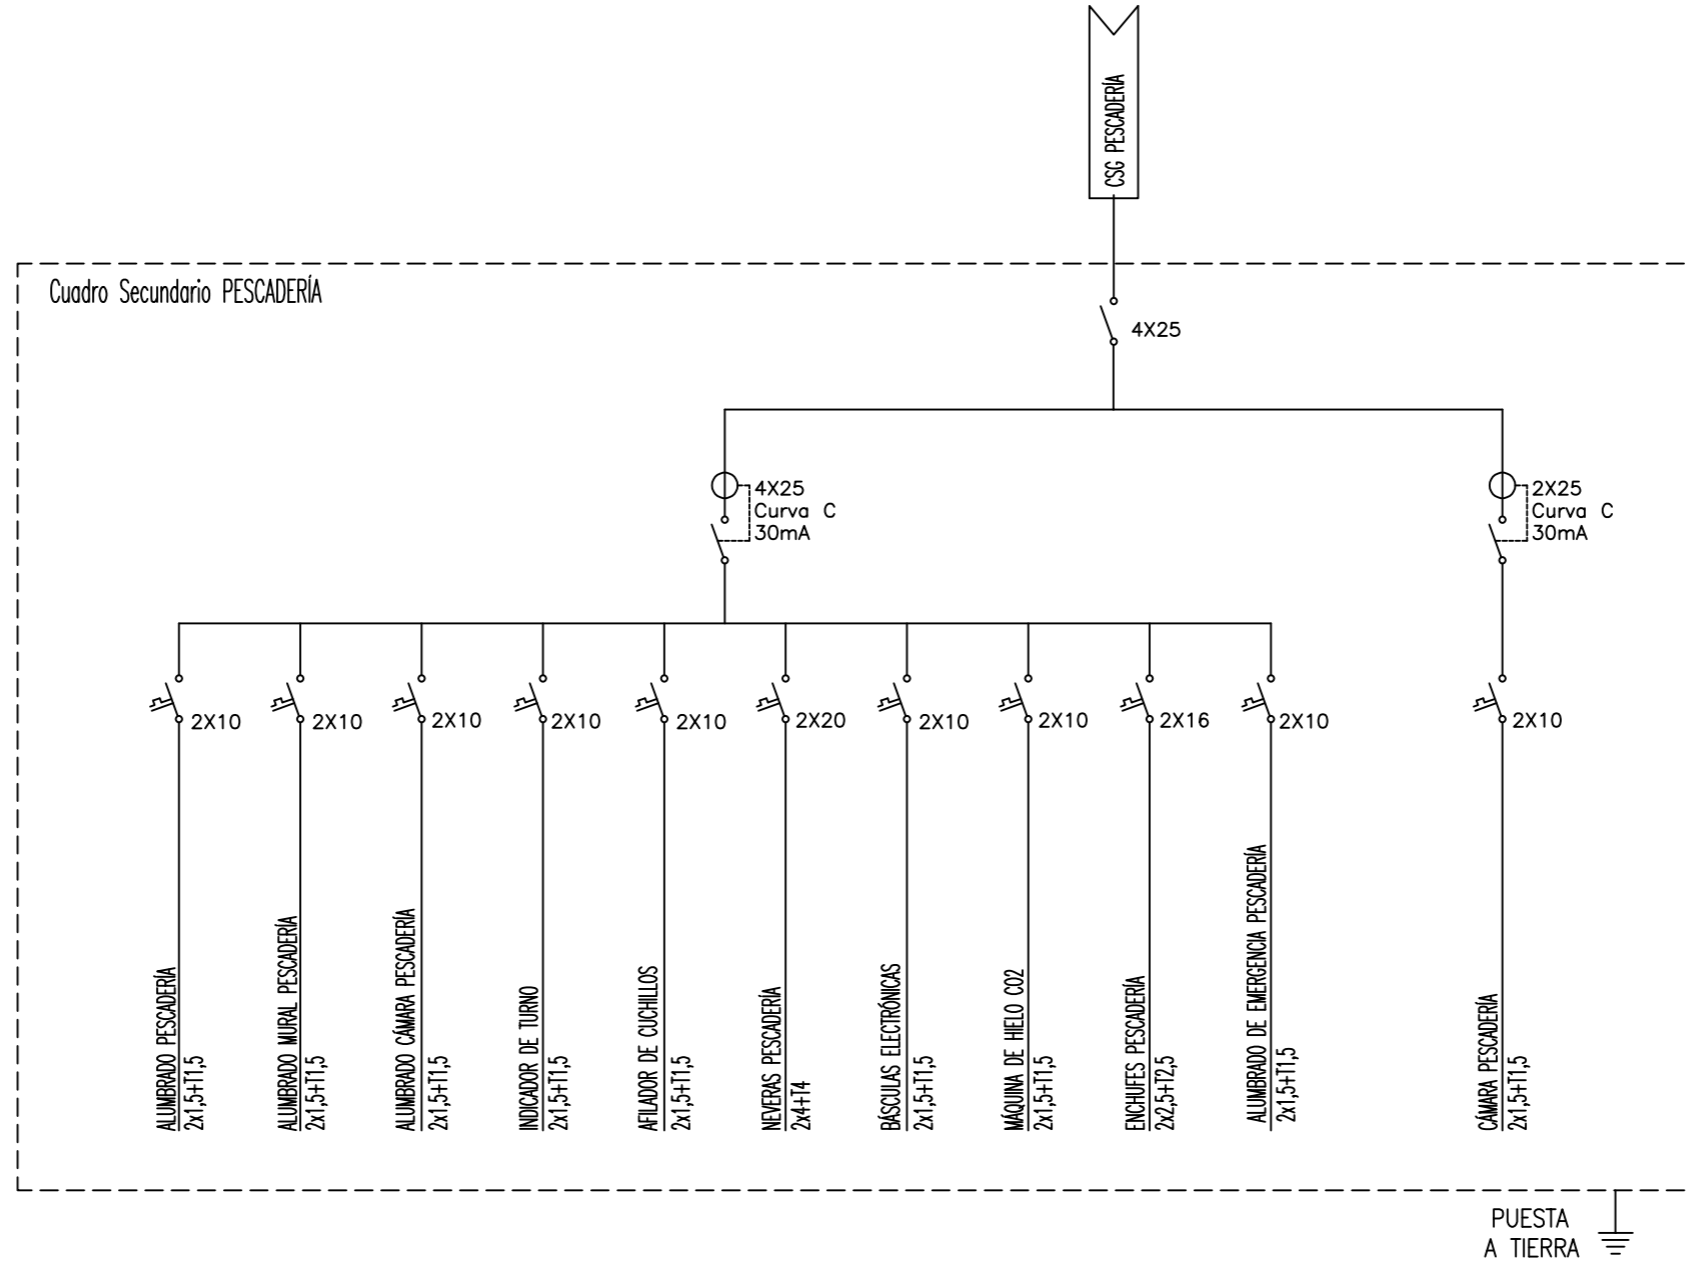 CSG PESCADERÍA
Cuadro Secundario PESCADERÍA
4X25
4X25
Curva C
30mA
2X25
Curva C
30mA
2X10
2X10
2X10
2X10
2X10
2X20
2X10
2X10
2X16
2X10
2X10
ALUMBRADO PESCADERÍA
2x1,5+T1,5
ALUMBRADO MURAL PESCADERÍA
2x1,5+T1,5
ALUMBRADO CÁMARA PESCADERÍA
2x1,5+T1,5
INDICADOR DE TURNO
2x1,5+T1,5
AFILADOR DE CUCHILLOS
2x1,5+T1,5
NEVERAS PESCADERÍA
2x4+T4
BÁSCULAS ELECTRÓNICAS
2x1,5+T1,5
MÁQUINA DE HIELO CO2
2x1,5+T1,5
ENCHUFES PESCADERÍA
2x2,5+T2,5
ALUMBRADO DE EMERGENCIA PESCADERÍA
2x1,5+T1,5
CÁMARA PESCADERÍA
2x1,5+T1,5
PUESTA
A TIERRA